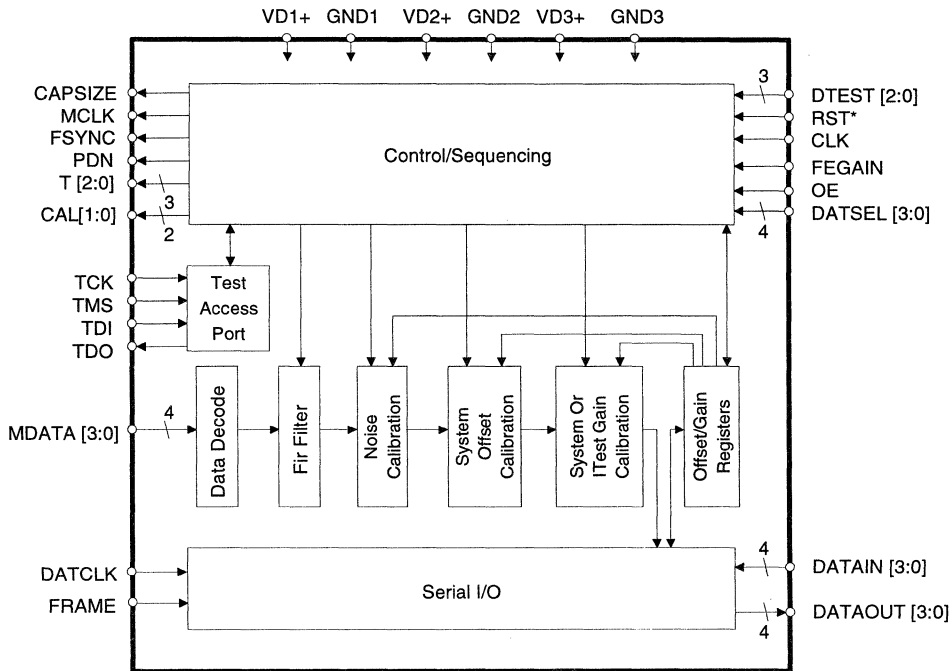 VD1+ GND1 VD2+ GND2 VD3+ GND3
CAPSIZE
MCLK
FSYNC
PDN
T [2:0]
3
CAL[1:0]
2
Control/Sequencing
3
DTEST [2:0]
RST*
CLK
FEGAIN
OE
DATSEL [3:0]
4
TCK
TMS
TDI
TDO
Test
Access
Port
MDATA [3:0]
4
Data Decode
Fir Filter
Noise
Calibration
System
Offset
Calibration
System Or
ITest Gain
Calibration
Offset/Gain
Registers
DATCLK
FRAME
Serial I/O
4
DATAIN [3:0]
4
DATAOUT [3:0]